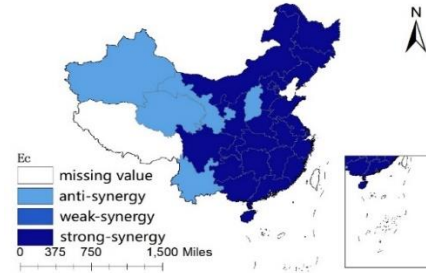 N
Ec
missing value
anti-synergy
weak-synergy
strong-synergy
0 375 750 1,500 Miles